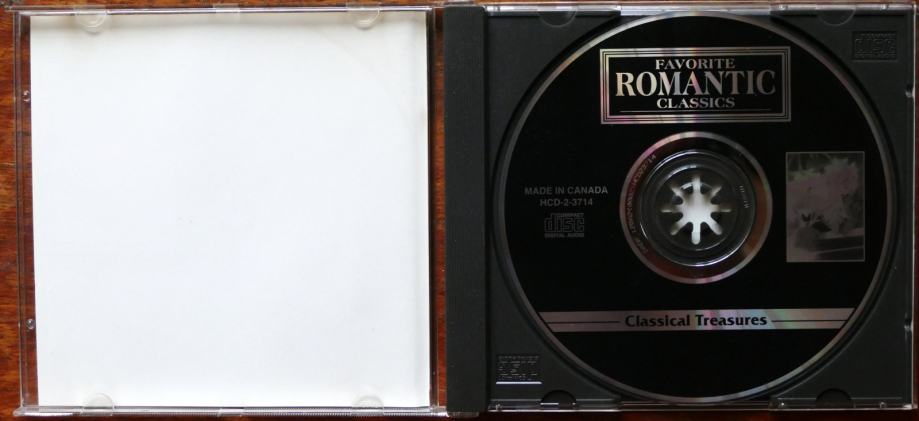 FAVORITE
ROMANTIC
CLASSICS
MADE IN CANADA
HCD-2-3714
COMPACT
disc
DIGITAL AUDIO
Classical Treasures